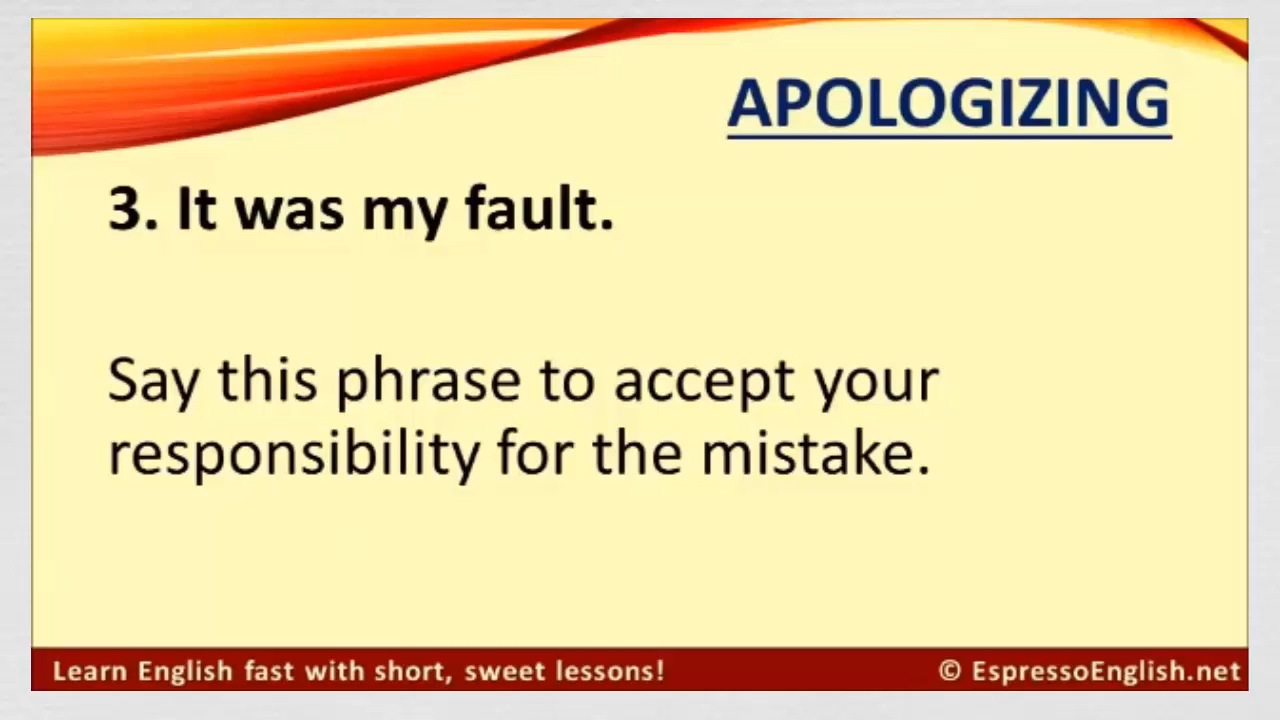 APOLOGIZING
3. It was my fault.
Say this phrase to accept your
responsibility for the mistake.
Learn English fast with short, sweet lessons!
© EspressoEnglish.net